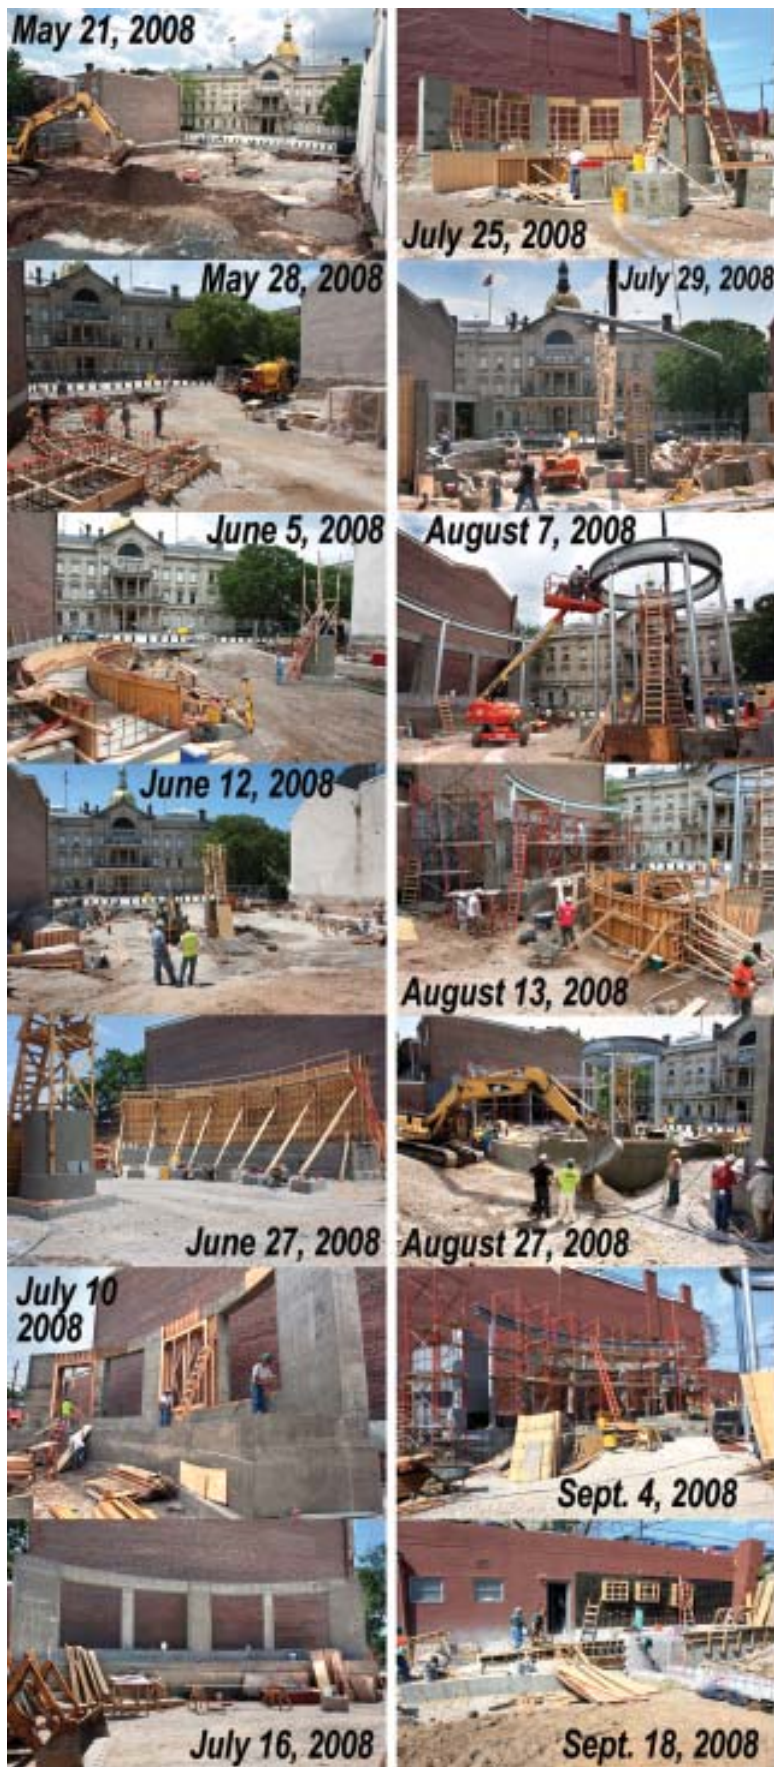 May 21, 2008
May 28, 2008
June 5, 2008
June 12, 2008
June 27, 2008
July 10
2008
July 16, 2008
July 25, 2008
July 29, 2008
August 7, 2008
August 13, 2008
August 27, 2008
Sept. 4, 2008
Sept. 18, 2008